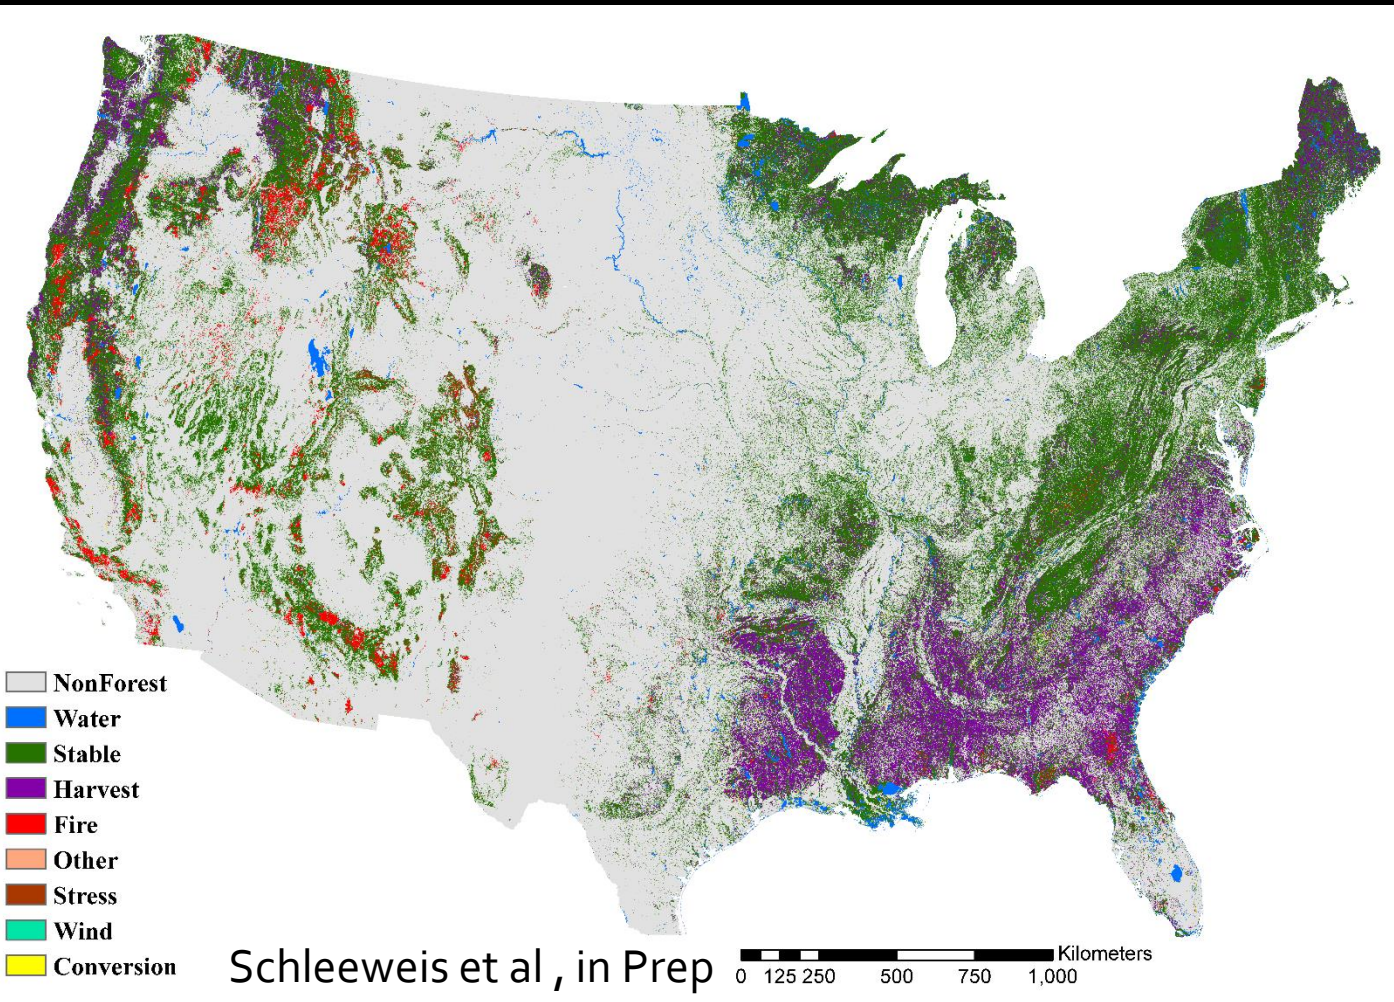 NonForest
Water
Stable
Harvest
Fire
Other
Stress
Wind
Conversion
Schleeweis et al , in Prep
Kilometers
0 125 250 500 750 1,000